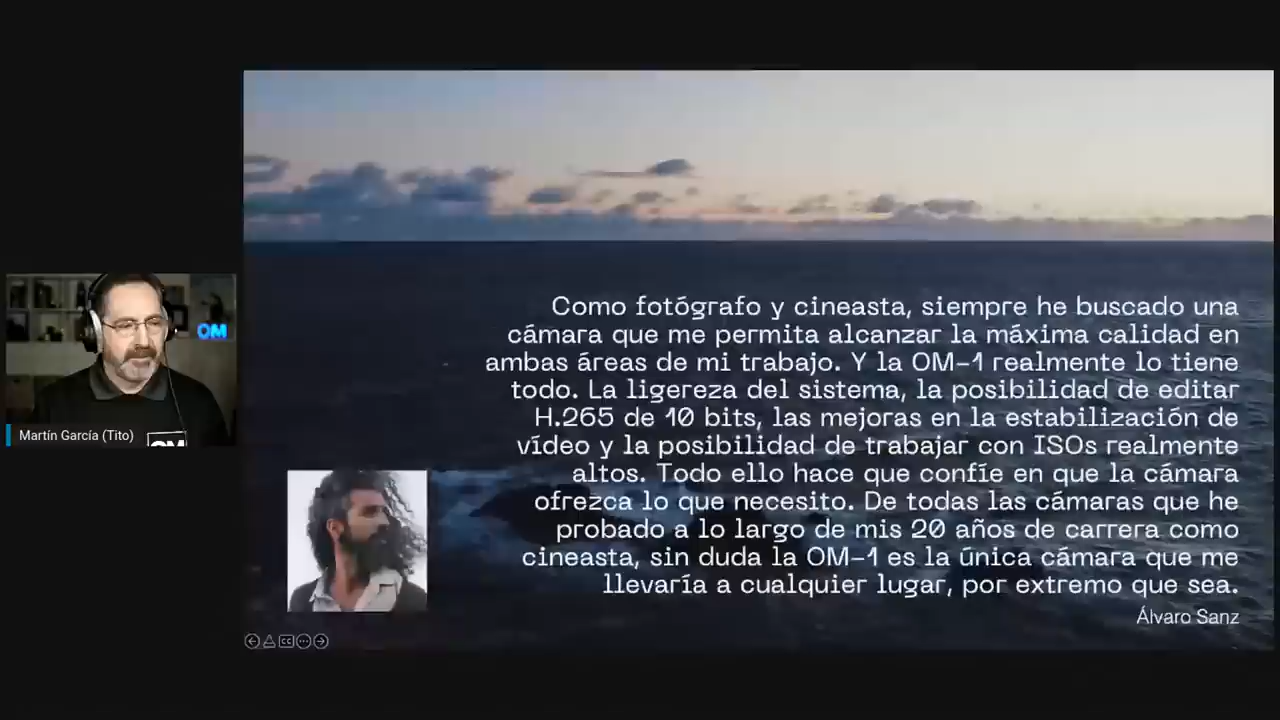 Como fotógrafo y cineasta, siempre he buscado una
cámara que me permita alcanzar la máxima calidad en
ambas áreas de mi trabajo. Y la OM-1 realmente lo tiene
todo. La ligereza del sistema, la posibilidad de editar
H.265 de 10 bits, las mejoras en la estabilización de
vídeo y la posibilidad de trabajar con ISOs realmente
altos. Todo ello hace que confíe en que la cámara
ofrezca lo que necesito. De todas las cámaras que he
probado a lo largo de mis 20 años de carrera como
cineasta, sin duda la OM-1 es la única cámara que me
llevaría a cualquier lugar, por extremo que sea.
Álvaro Sanz
OM
Martín García (Tito)
OM
CC